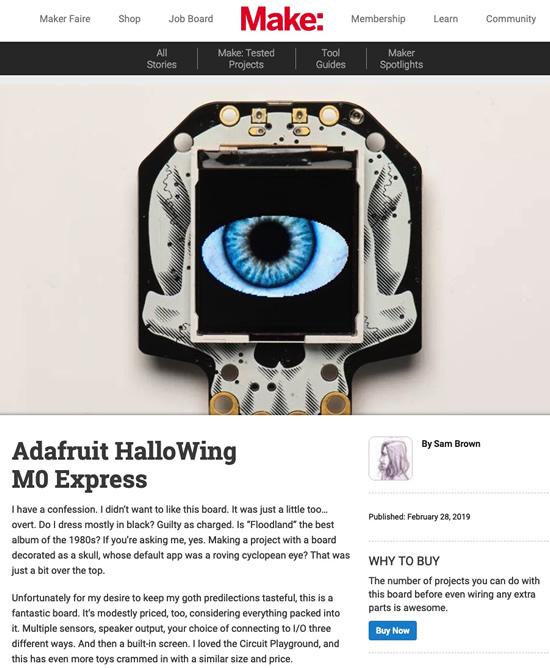 Maker Faire Shop Job Board Make: Membership Learn Community
All Stories
Make: Tested Projects
Tool Guides
Maker Spotlights
Adafruit HalloWing
M0 Express
I have a confession. I didn’t want to like this board. It was just a little too…
overt. Do I dress mostly in black? Guilty as charged. Is “Floodland” the best
album of the 1980s? If you’re asking me, yes. Making a project with a board
decorated as a skull, whose default app was a roving cyclopean eye? That was
just a bit over the top.
Unfortunately for my desire to keep my goth predilections tasteful, this is a
fantastic board. It’s modestly priced, too, considering everything packed into
it. Multiple sensors, speaker output, your choice of connecting to I/O three
different ways. And then a built-in screen. I loved the Circuit Playground, and
this has even more toys crammed in with a similar size and price.
By Sam Brown
Published: February 28, 2019
WHY TO BUY
The number of projects you can do with
this board before even wiring any extra
parts is awesome.
Buy Now